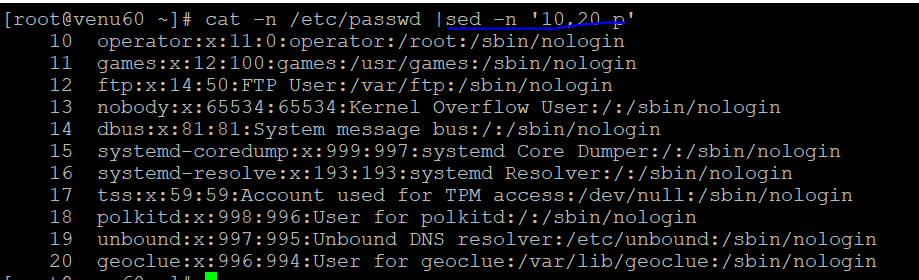 [root@venu60 ~]# cat -n /etc/passwd |sed -n '10,20 p'
    10  operator:x:11:0:operator:/root:/sbin/nologin
    11  games:x:12:100:games:/usr/games:/sbin/nologin
    12  ftp:x:14:50:FTP User:/var/ftp:/sbin/nologin
    13  nobody:x:65534:65534:Kernel Overflow User:/:/sbin/nologin
    14  dbus:x:81:81:System message bus:/:/sbin/nologin
    15  systemd-coredump:x:999:997:systemd Core Dumper:/:/sbin/nologin
    16  systemd-resolve:x:193:193:systemd Resolver:/:/sbin/nologin
    17  tss:x:59:59:Account used for TPM access:/dev/null:/sbin/nologin
    18  polkitd:x:998:996:User for polkitd:/:/sbin/nologin
    19  unbound:x:997:995:Unbound DNS resolver:/etc/unbound:/sbin/nologin
    20  geoclue:x:996:994:User for geoclue:/var/lib/geoclue:/sbin/nologin
[root@venu60 ~]#